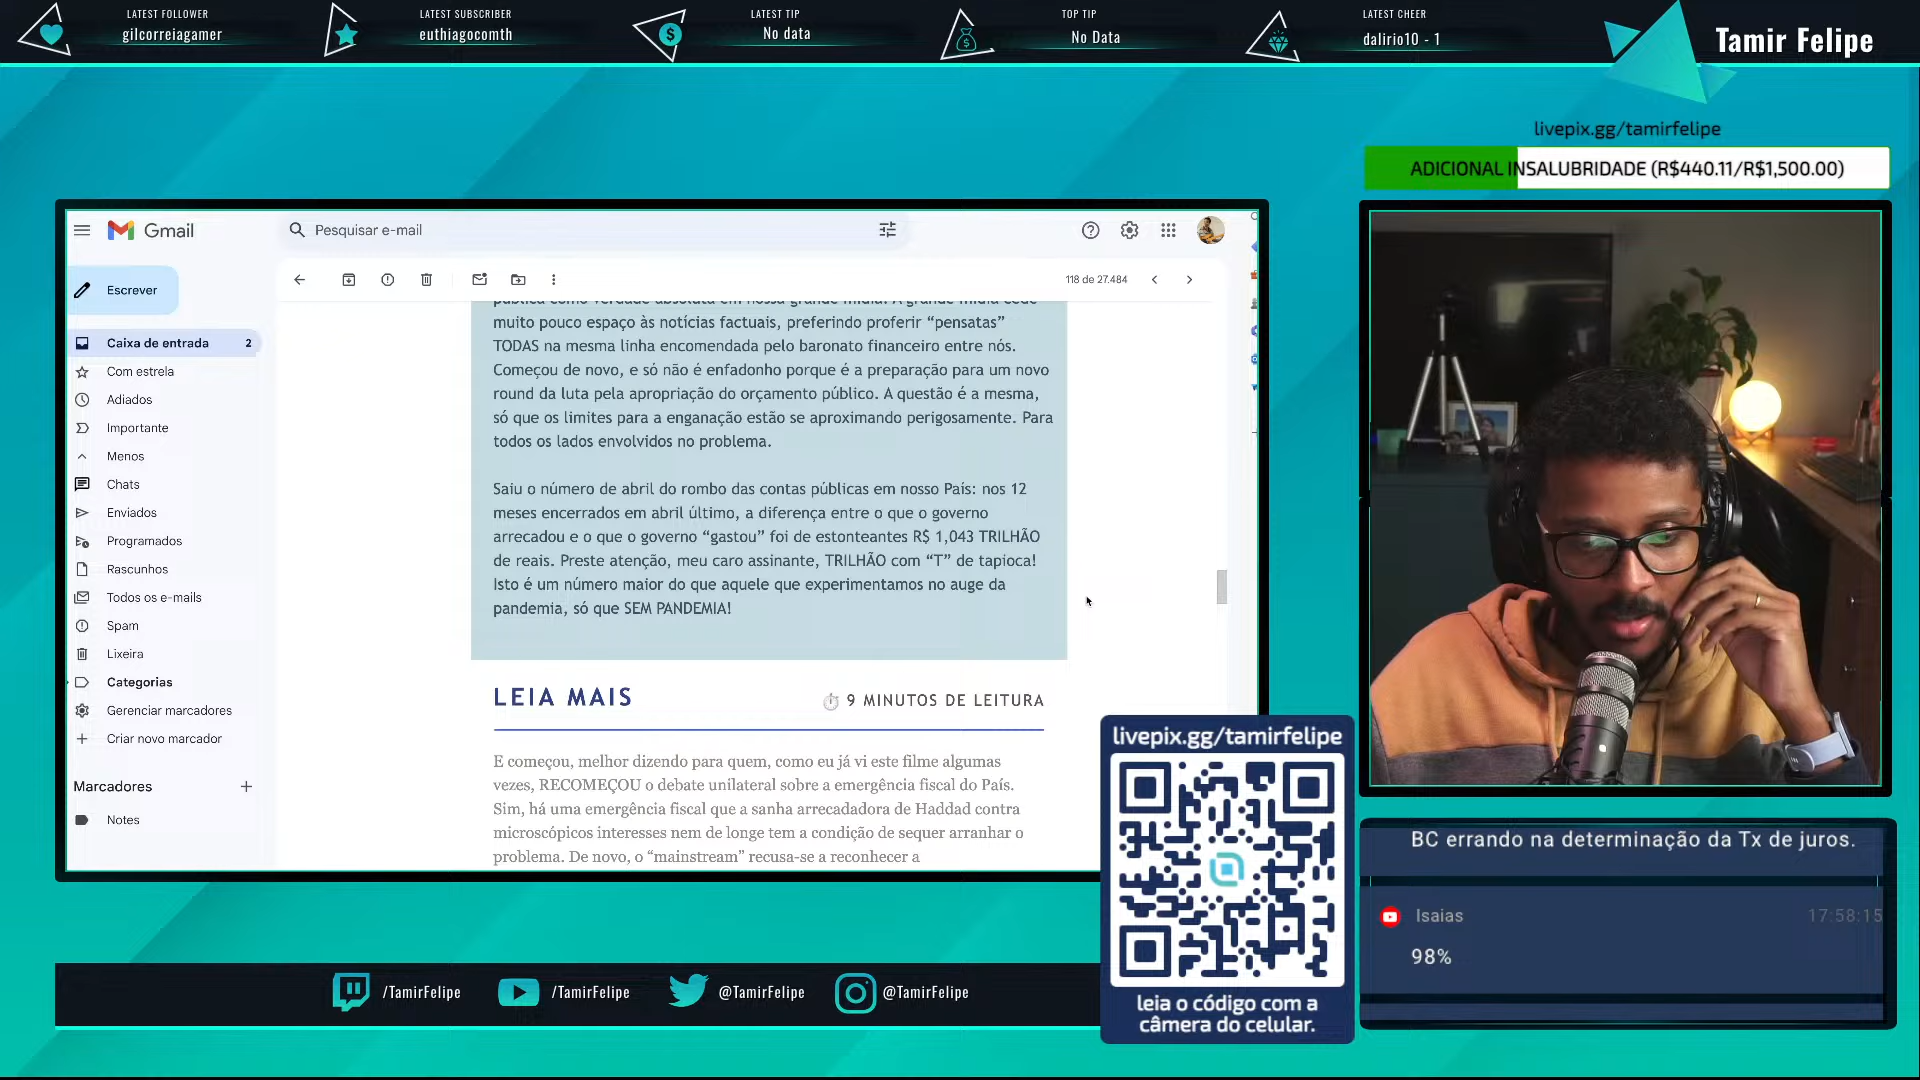 LATEST FOLLOWER
gilcorreiagamer
LATEST SUBSCRIBER
euthiagocomth
LATEST TIP
No data
TOP TIP
No Data
LATEST CHEER
dalirio10 - 1
Tamir Felipe
livepix.gg/tamirfelipe
ADICIONAL INSALUBRIDADE (R$440.11/R$1,500.00)
Gmail
Pesquisar e-mail
118 de 27.484
Escrever
Caixa de entrada 2
Com estrela
Adiados
Importante
Menos
Chats
Enviados
Programados
Rascunhos
Todos os e-mails
Spam
Lixeira
Categorias
Gerenciar marcadores
Criar novo marcador
Marcadores
Notes
pública como verdade absoluta em nossa grande mídia. A grande mídia cede
muito pouco espaço às notícias factuais, preferindo proferir “pensatas”
TODAS na mesma linha encomendada pelo baronato financeiro entre nós.
Começou de novo, e só não é enfadonho porque é a preparação para um novo
round da luta pela apropriação do orçamento público. A questão é a mesma,
só que os limites para a enganação estão se aproximando perigosamente. Para
todos os lados envolvidos no problema.
Saiu o número de abril do rombo das contas públicas em nosso País: nos 12
meses encerrados em abril último, a diferença entre o que o governo
arrecadou e o que o governo “gastou” foi de estonteantes R$ 1,043 TRILHÃO
de reais. Preste atenção, meu caro assinante, TRILHÃO com “T” de tapioca!
Isto é um número maior do que aquele que experimentamos no auge da
pandemia, só que SEM PANDEMIA!
LEIA MAIS
9 MINUTOS DE LEITURA
E começou, melhor dizendo para quem, como eu já vi este filme algumas
vezes, RECOMEÇOU o debate unilateral sobre a emergência fiscal do País.
Sim, há uma emergência fiscal que a sanha arrecadadora de Haddad contra
microscópicos interesses nem de longe tem a condição de sequer arranhar o
problema. De novo, o “mainstream” recusa-se a reconhecer a
livepix.gg/tamirfelipe
leia o código com a
câmera do celular.
BC errando na determinação da Tx de juros.
Isaias 17:58:15
98%
/TamirFelipe
/TamirFelipe
@TamirFelipe
@TamirFelipe